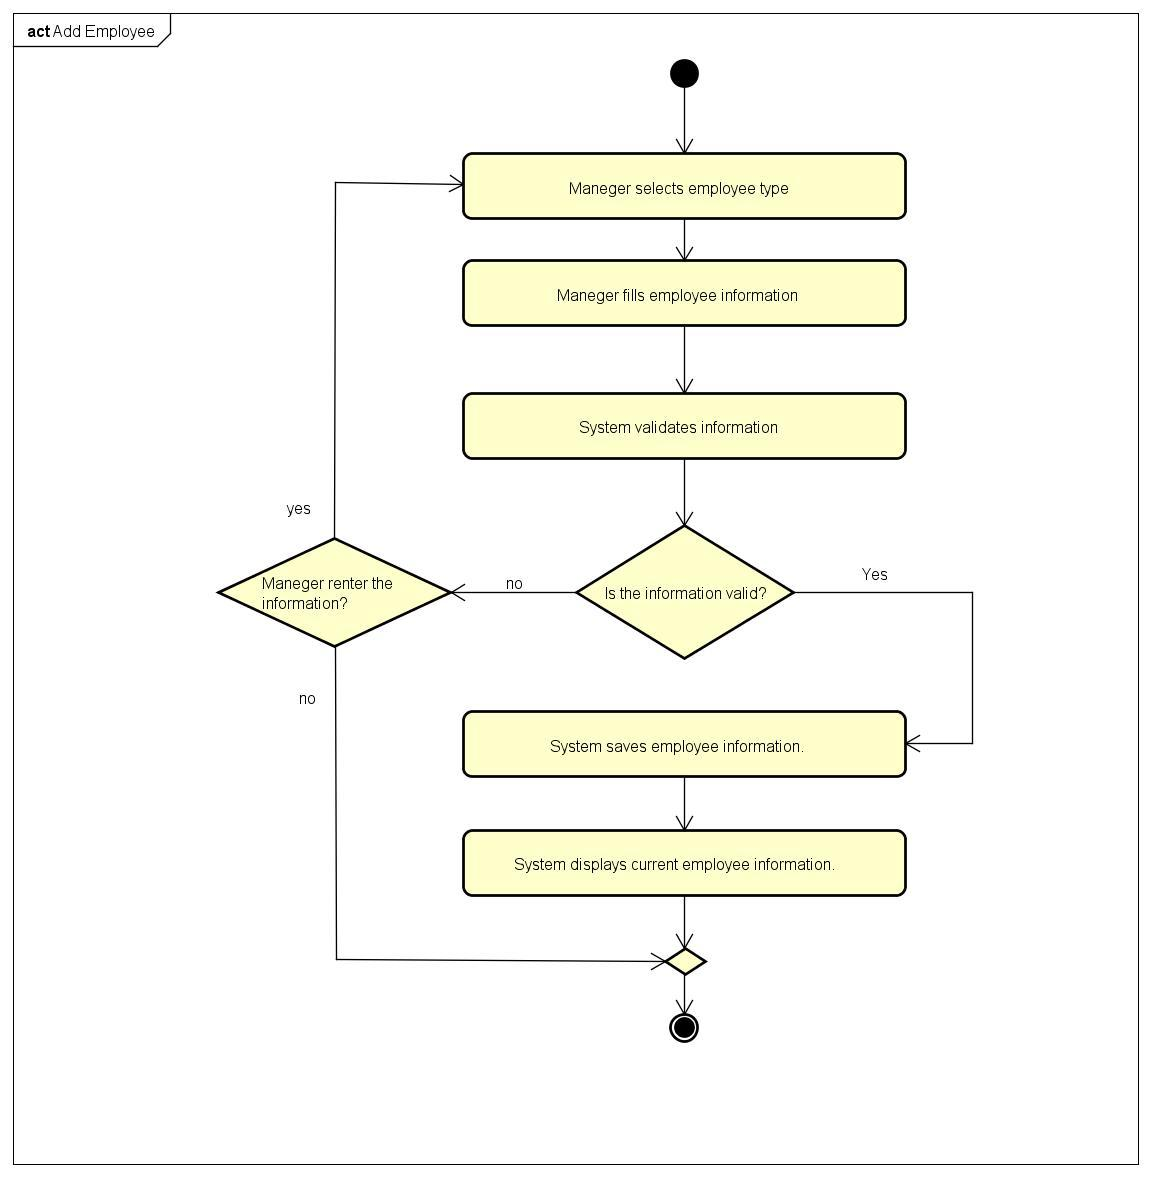 act Add Employee
Maneger selects employee type
Maneger fills employee information
System validates information
yes
Maneger renter the
information?
no
Is the information valid?
Yes
no
System saves employee information.
System displays current employee information.